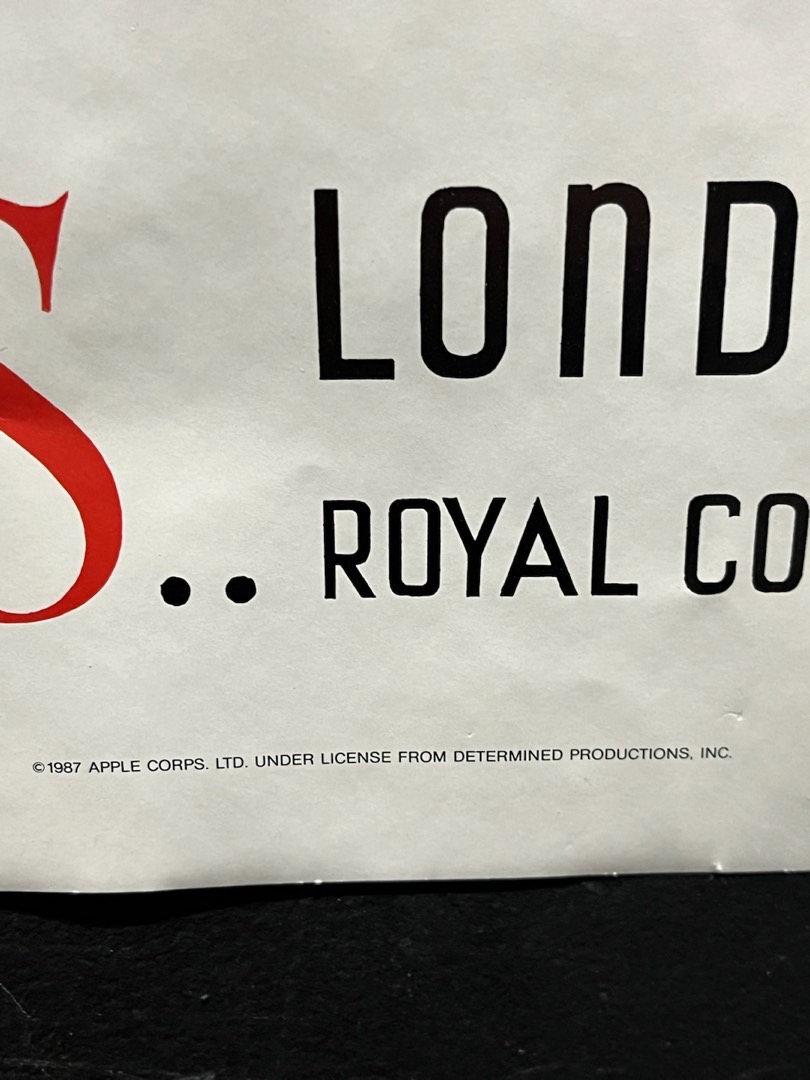 S.. LOND
ROYAL CO
©1987 APPLE CORPS. LTD. UNDER LICENSE FROM DETERMINED PRODUCTIONS, INC.